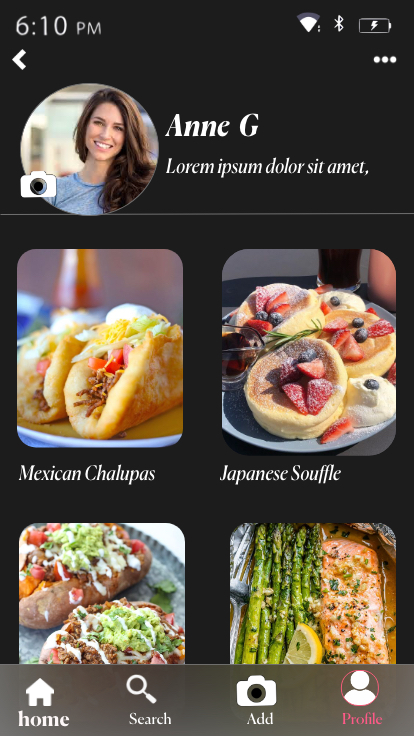 6:10 PM
Anne G
Lorem ipsum dolor sit amet,
Mexican Chalupas
Japanese Souffle
home
Search
Add
Profile